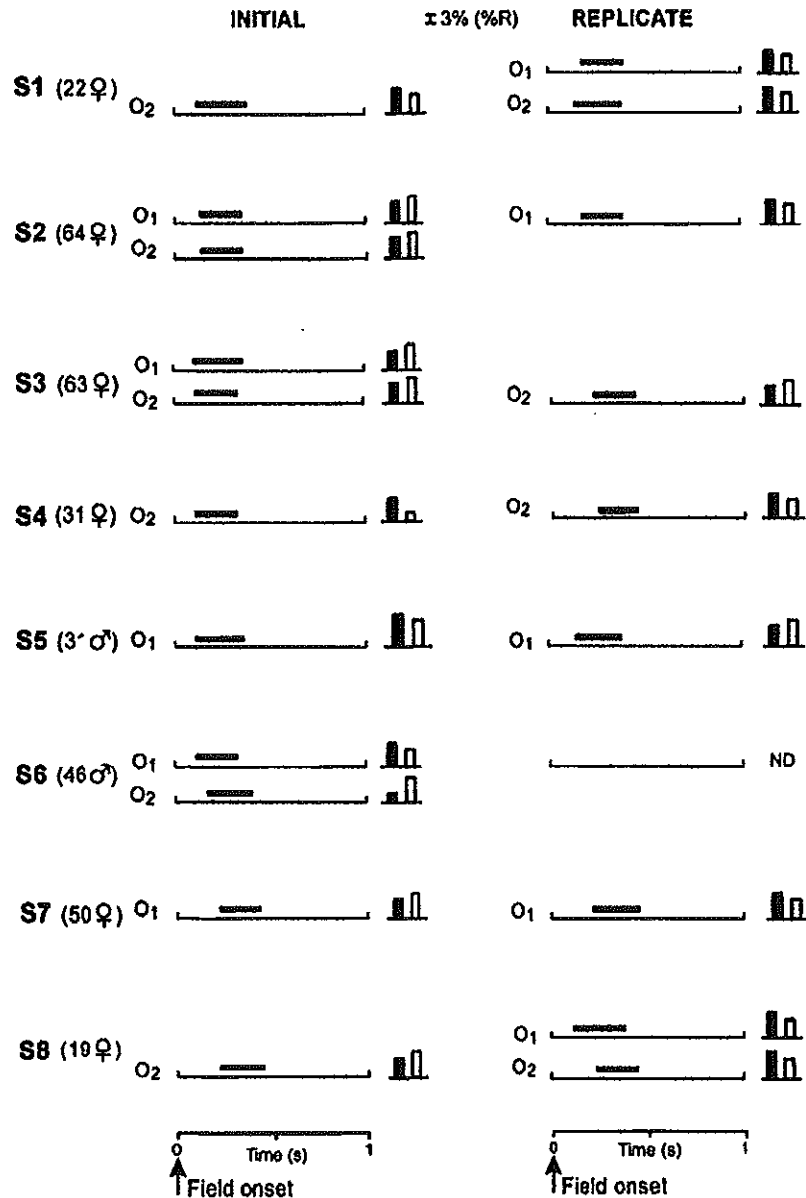 INITIAL ±3% (%R) REPLICATE
O1
S1 (22♀) O2 O2
S2 (64♀) O1 O1
O2
S3 (63♀) O1
O2 O2
S4 (31♀) O2 O2
S5 (3´♂) O1 O1
S6 (46♂) O1 ND
O2
S7 (50♀) O1 O1
O1
S8 (19♀) O2 O2
0 Time (s) 1 0 Time (s) 1
Field onset Field onset